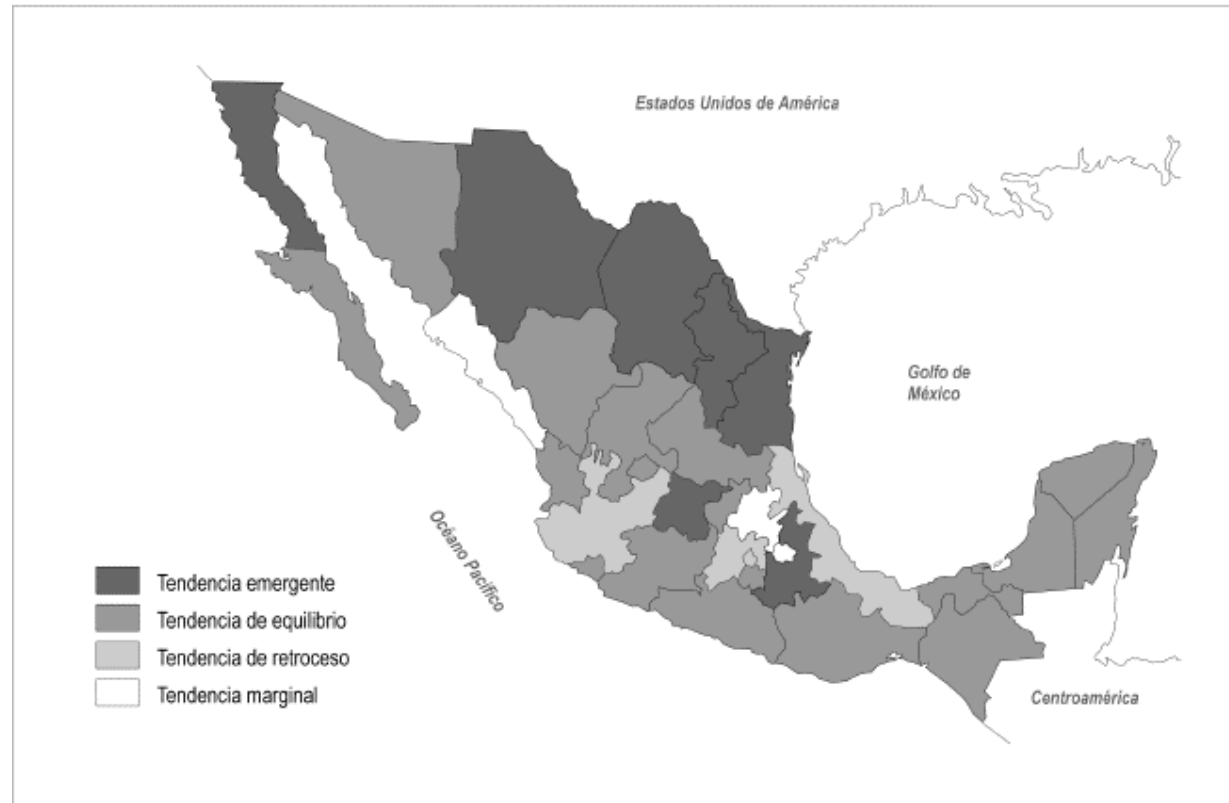 Estados Unidos de América
Golfo de
México
Océano Pacífico
Centroamérica
Tendencia emergente
Tendencia de equilibrio
Tendencia de retroceso
Tendencia marginal